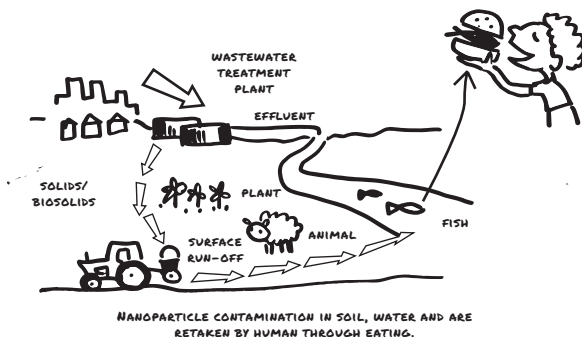 WASTEWATER
TREATMENT
PLANT
EFFLUENT
SOLIDS/
BIOSOLIDS
PLANT
SURFACE
RUN-OFF
ANIMAL
FISH
NANOPARTICLE CONTAMINATION IN SOIL, WATER AND ARE
RETAKEN BY HUMAN THROUGH EATING.